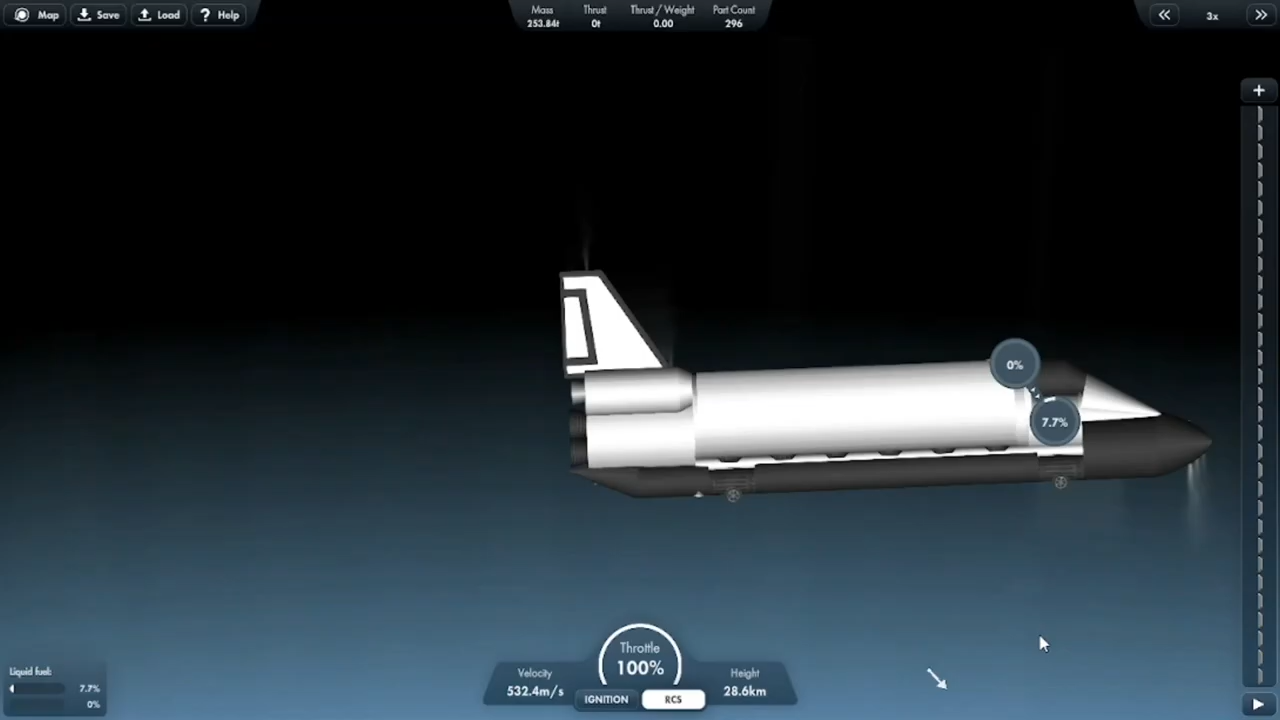 Map Save Load Help
Mass Thrust Thrust / Weight Part Count
253.84t 0t 0.00 296
3x
0%
7.7%
Throttle
100%
Velocity Height
532.4m/s 28.6km
IGNITION RCS
Liquid fuel:
7.7%
0%